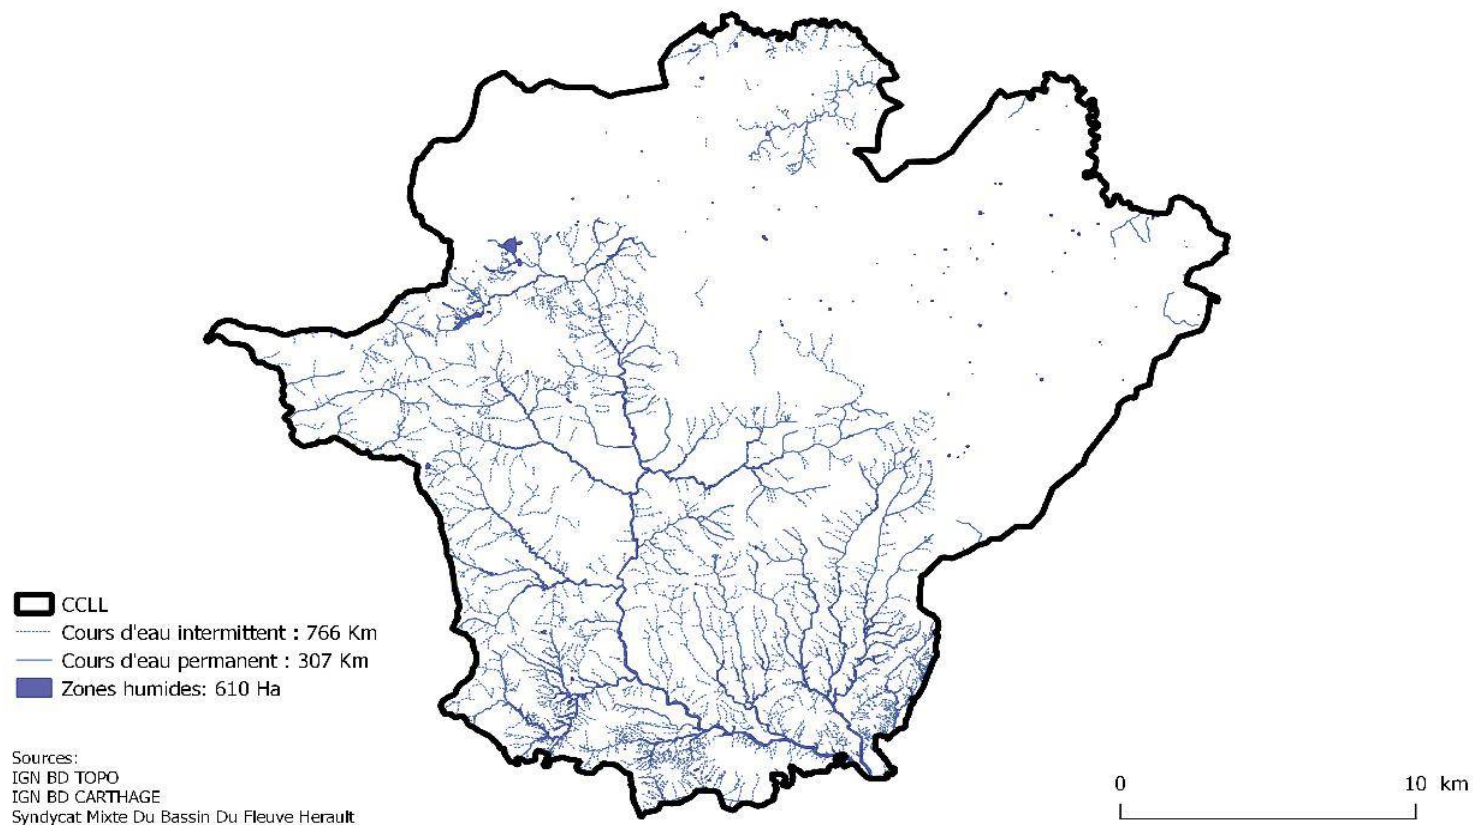 CCLL
Cours d'eau intermittent : 766 Km
Cours d'eau permanent : 307 Km
Zones humides: 610 Ha
Sources:
IGN BD TOPO
IGN BD CARTHAGE
Syndycat Mixte Du Bassin Du Fleuve Herault
0 10 km